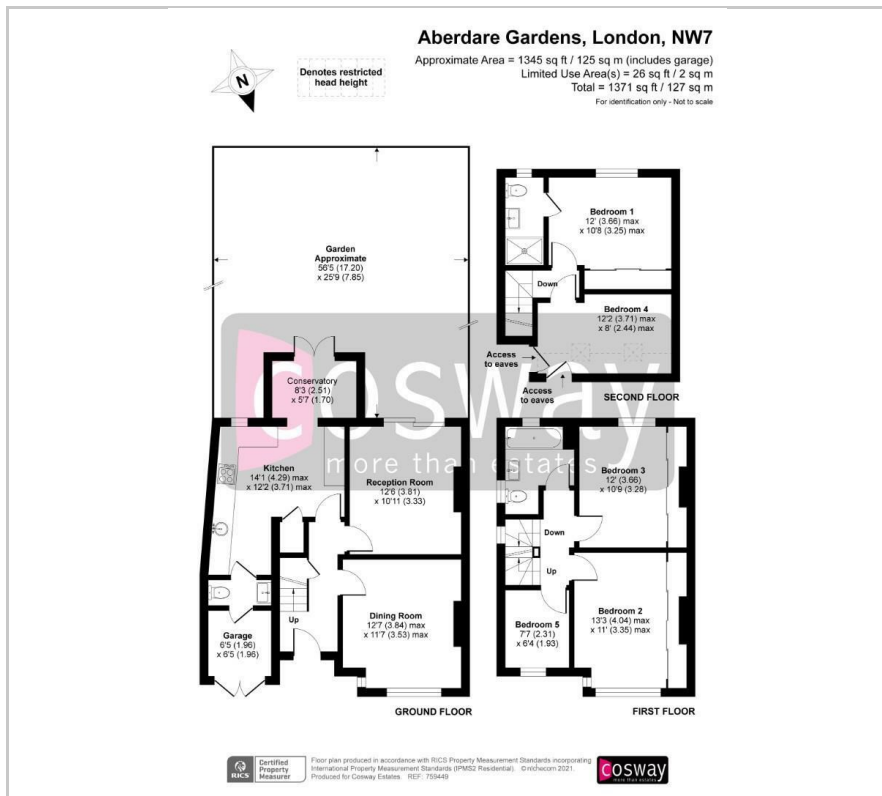 Aberdare Gardens, London, NW7
Approximate Area = 1345 sq ft / 125 sq m (includes garage)
Limited Use Area(s) = 26 sq ft / 2 sq m
Total = 1371 sq ft / 127 sq m
For identification only - Not to scale
N
Denotes restricted
head height
Garden
Approximate
56'5 (17.20)
x 25'9 (7.85)
Bedroom 1
12' (3.66) max
x 10'8 (3.25) max
Down
Bedroom 4
12'2 (3.71) max
x 8' (2.44) max
Access
to eaves
Access
to eaves
SECOND FLOOR
cosway
more than estates
Conservatory
8'3 (2.51)
x 5'7 (1.70)
Kitchen
14'1 (4.29) max
x 12'2 (3.71) max
Reception Room
12'6 (3.81)
x 10'11 (3.33)
Up
Dining Room
12'7 (3.84) max
x 11'7 (3.53) max
Garage
6'5 (1.96)
x 6'5 (1.96)
GROUND FLOOR
Bedroom 3
12' (3.66)
x 10'9 (3.28)
Down
Up
Bedroom 2
13'3 (4.04) max
x 11' (3.35) max
Bedroom 5
7'7 (2.31)
x 6'4 (1.93)
FIRST FLOOR
RICS
Certified
Property
Measurer
Floor plan produced in accordance with RICS Property Measurement Standards incorporating
International Property Measurement Standards (IPMS2 Residential). ©nichecom 2021.
Produced for Cosway Estates. REF: 759449
cosway
more than estates